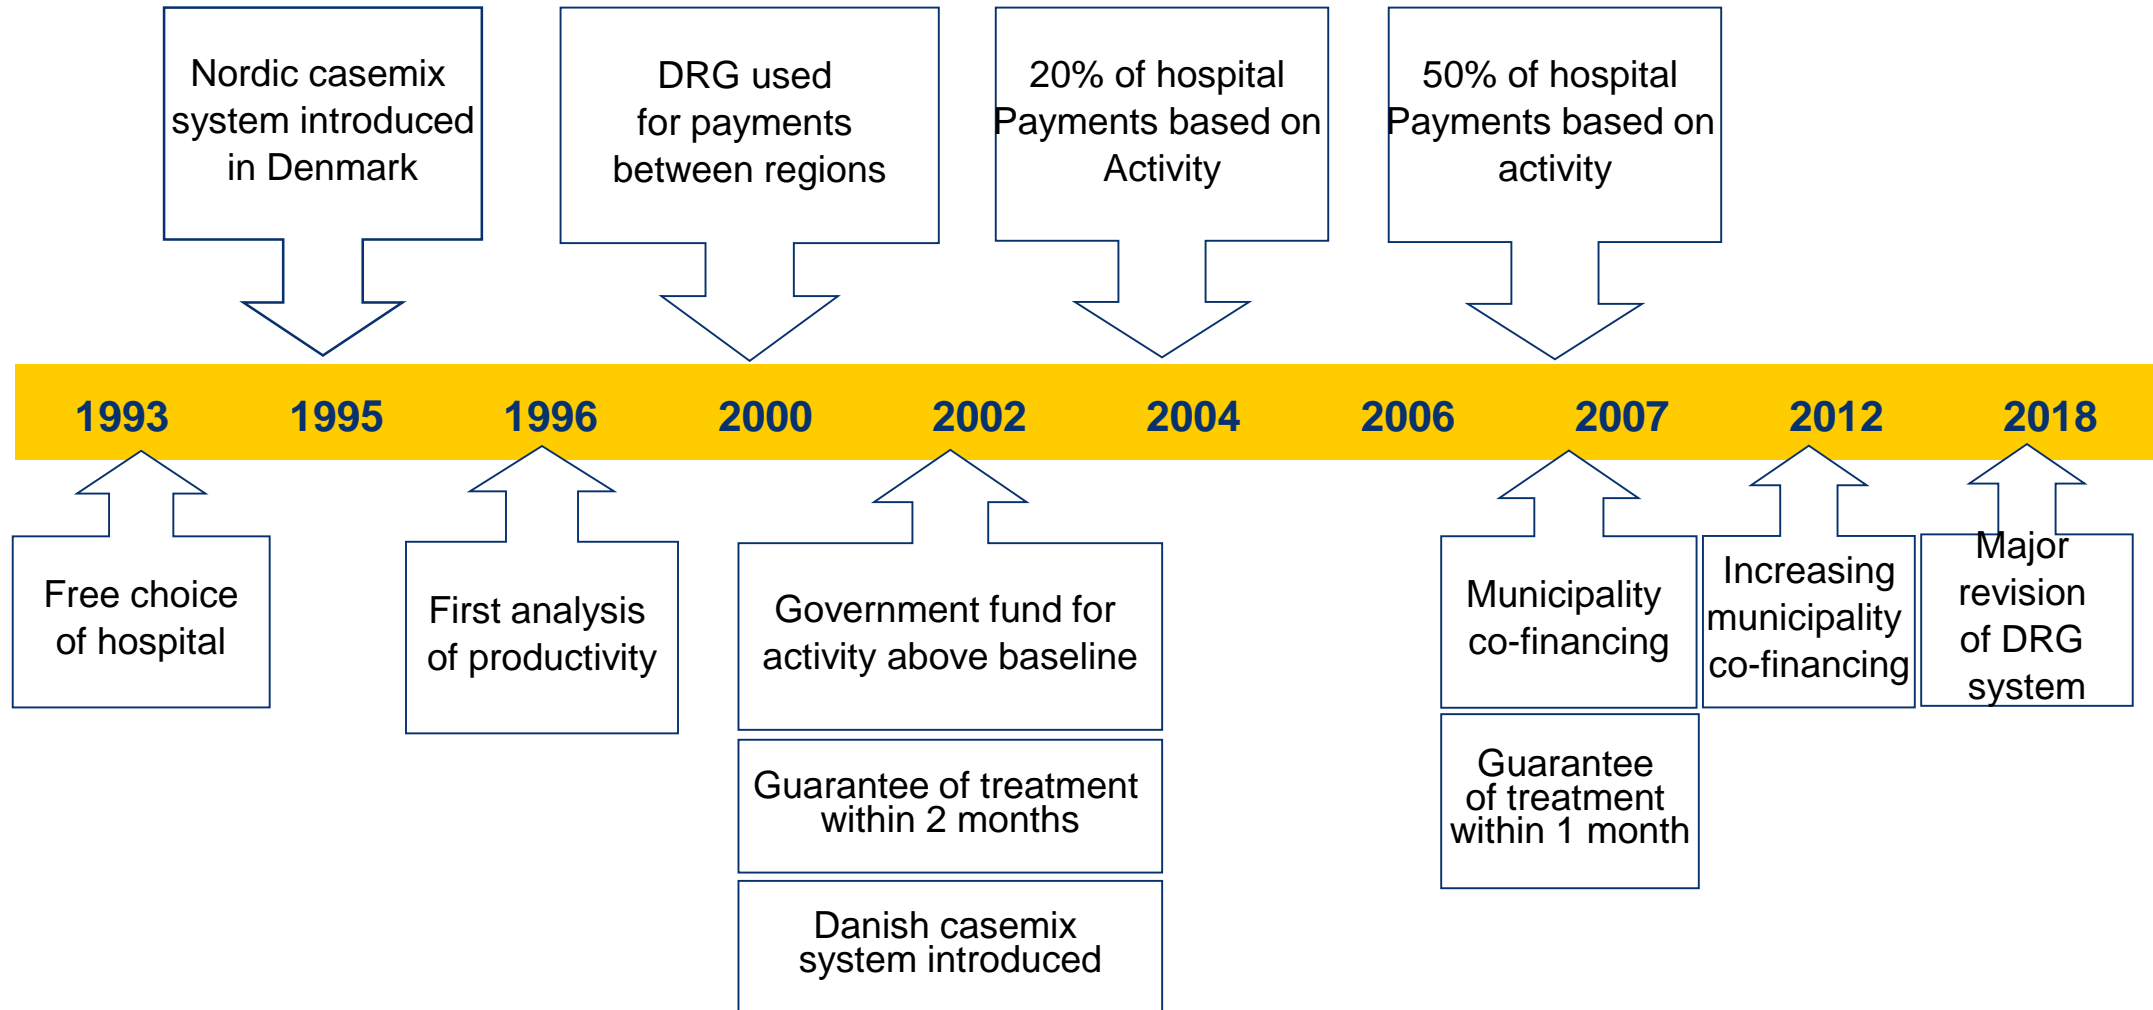 Nordic casemix
system introduced
in Denmark
DRG used
for payments
between regions
20% of hospital
Payments based on
Activity
50% of hospital
Payments based on
activity
1993
1995
1996
2000
2002
2004
2006
2007
2012
2018
Free choice
of hospital
First analysis
of productivity
Government fund for
activity above baseline
Guarantee of treatment
within 2 months
Danish casemix
system introduced
Municipality
co-financing
Guarantee
of treatment
within 1 month
Increasing
municipality
co-financing
Major
revision
of DRG
system